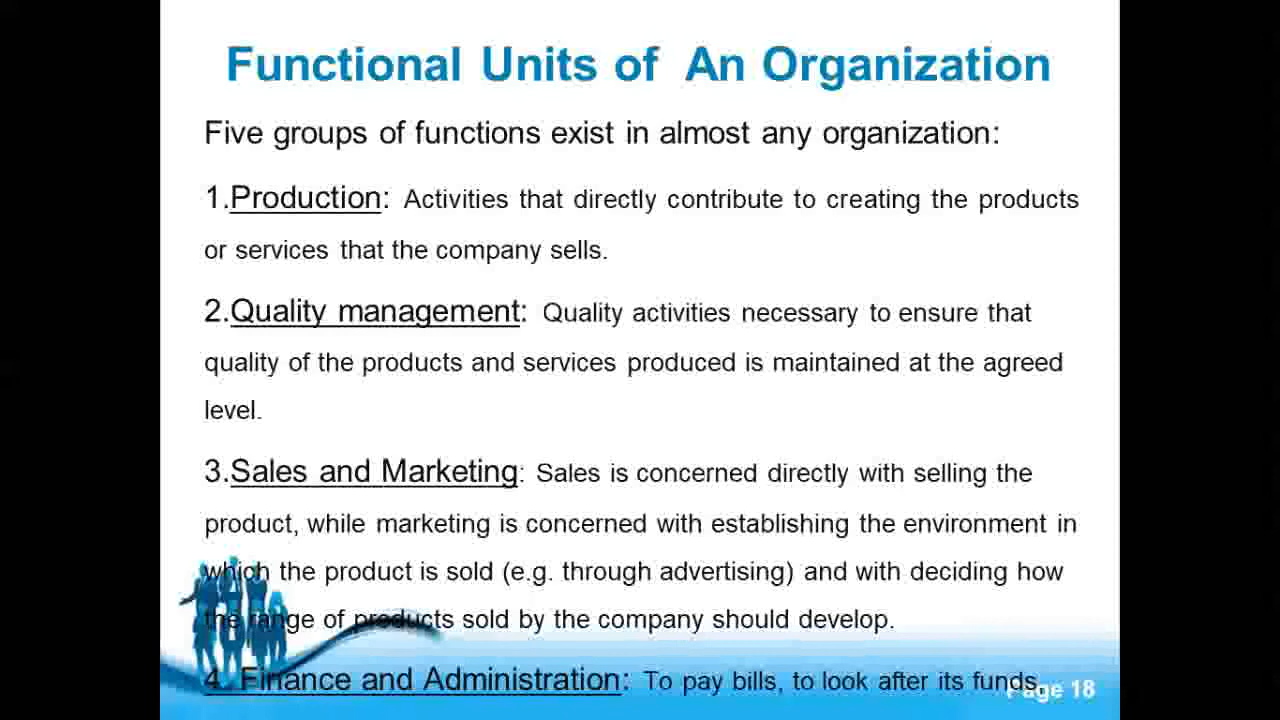 Functional Units of An Organization
Five groups of functions exist in almost any organization:
1.Production: Activities that directly contribute to creating the products
or services that the company sells.
2.Quality management: Quality activities necessary to ensure that
quality of the products and services produced is maintained at the agreed
level.
3.Sales and Marketing: Sales is concerned directly with selling the
product, while marketing is concerned with establishing the environment in
which the product is sold (e.g. through advertising) and with deciding how
the range of products sold by the company should develop.
4. Finance and Administration: To pay bills, to look after its funds,
Page 18